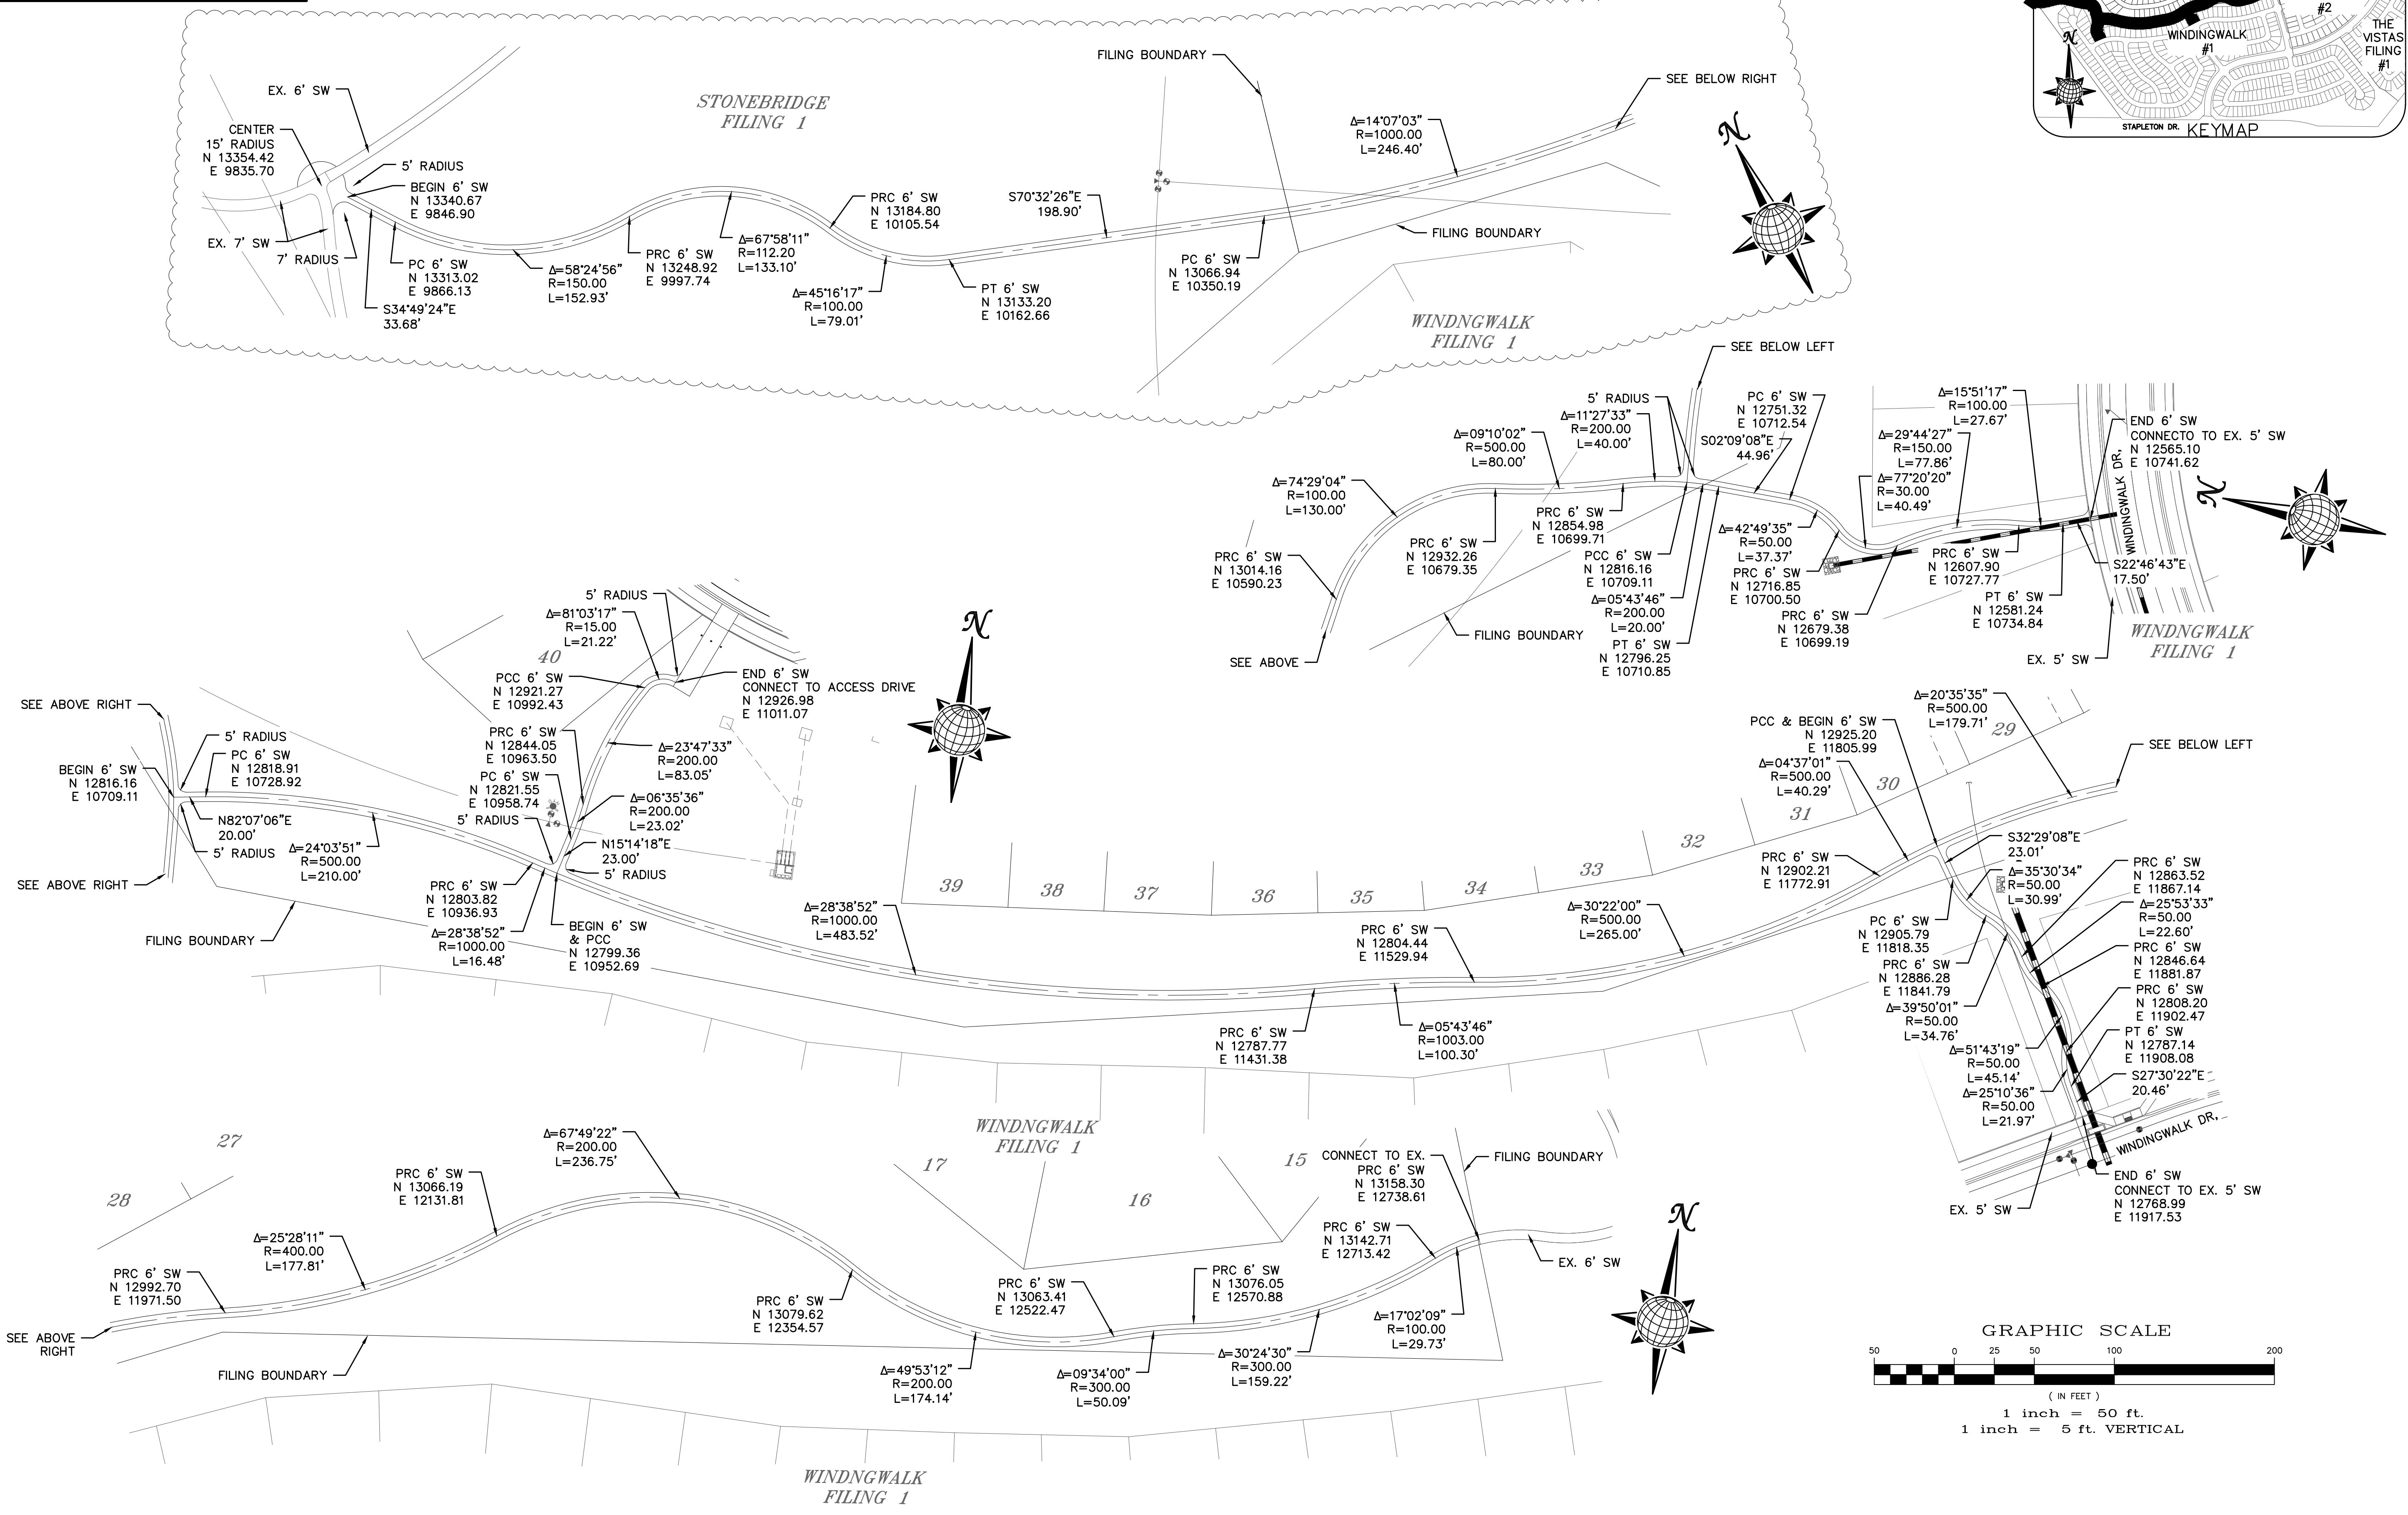 #2
THE
VISTAS
FILING
#1
WINDINGWALK
#1
N
STAPLETON DR.
KEYMAP
FILING BOUNDARY
SEE BELOW RIGHT
EX. 6' SW
STONEBRIDGE
FILING 1
CENTER
15' RADIUS
N 13354.42
E 9835.70
5' RADIUS
BEGIN 6' SW
N 13340.67
E 9846.90
EX. 7' SW
7' RADIUS
PC 6' SW
N 13313.02
E 9866.13
S34°49'24"E
33.68'
Δ=58°24'56"
R=150.00
L=152.93'
PRC 6' SW
N 13248.92
E 9997.74
Δ=67°58'11"
R=112.20
L=133.10'
PRC 6' SW
N 13184.80
E 10105.54
Δ=45°16'17"
R=100.00
L=79.01'
PT 6' SW
N 13133.20
E 10162.66
S70°32'26"E
198.90'
PC 6' SW
N 13066.94
E 10350.19
Δ=14°07'03"
R=1000.00
L=246.40'
FILING BOUNDARY
WINDNGWALK
FILING 1
N
SEE BELOW LEFT
5' RADIUS
PC 6' SW
N 12751.32
E 10712.54
Δ=15°51'17"
R=100.00
L=27.67'
END 6' SW
CONNECTO TO EX. 5' SW
N 12565.10
E 10741.62
Δ=11°27'33"
R=200.00
L=40.00'
S02°09'08"E
44.96'
Δ=29°44'27"
R=150.00
L=77.86'
Δ=77°20'20"
R=30.00
L=40.49'
Δ=09°10'02"
R=500.00
L=80.00'
Δ=74°29'04"
R=100.00
L=130.00'
PRC 6' SW
N 13014.16
E 10590.23
PRC 6' SW
N 12932.26
E 10679.35
PRC 6' SW
N 12854.98
E 10699.71
PCC 6' SW
N 12816.16
E 10709.11
Δ=05°43'46"
R=200.00
L=20.00'
PT 6' SW
N 12796.25
E 10710.85
Δ=42°49'35"
R=50.00
L=37.37'
PRC 6' SW
N 12716.85
E 10700.50
PRC 6' SW
N 12679.38
E 10699.19
PRC 6' SW
N 12607.90
E 10727.77
PT 6' SW
N 12581.24
E 10734.84
S22°46'43"E
17.50'
WINDINGWALK DR,
N
EX. 5' SW
WINDNGWALK
FILING 1
FILING BOUNDARY
SEE ABOVE
5' RADIUS
Δ=81°03'17"
R=15.00
L=21.22'
40
PCC 6' SW
N 12921.27
E 10992.43
END 6' SW
CONNECT TO ACCESS DRIVE
N 12926.98
E 11011.07
N
SEE ABOVE RIGHT
5' RADIUS
PC 6' SW
N 12818.91
E 10728.92
BEGIN 6' SW
N 12816.16
E 10709.11
N82°07'06"E
20.00'
5' RADIUS
SEE ABOVE RIGHT
Δ=24°03'51"
R=500.00
L=210.00'
PRC 6' SW
N 12844.05
E 10963.50
PC 6' SW
N 12821.55
E 10958.74
5' RADIUS
Δ=23°47'33"
R=200.00
L=83.05'
Δ=06°35'36"
R=200.00
L=23.02'
N15°14'18"E
23.00'
5' RADIUS
PRC 6' SW
N 12803.82
E 10936.93
Δ=28°38'52"
R=1000.00
L=16.48'
BEGIN 6' SW
& PCC
N 12799.36
E 10952.69
FILING BOUNDARY
39
38
37
36
35
34
33
32
31
30
29
Δ=28°38'52"
R=1000.00
L=483.52'
PRC 6' SW
N 12787.77
E 11431.38
Δ=05°43'46"
R=1003.00
L=100.30'
PRC 6' SW
N 12804.44
E 11529.94
Δ=30°22'00"
R=500.00
L=265.00'
PRC 6' SW
N 12902.21
E 11772.91
Δ=04°37'01"
R=500.00
L=40.29'
PCC & BEGIN 6' SW
N 12925.20
E 11805.99
Δ=20°35'35"
R=500.00
L=179.71'
SEE BELOW LEFT
S32°29'08"E
23.01'
Δ=35°30'34"
R=50.00
L=30.99'
PC 6' SW
N 12905.79
E 11818.35
PRC 6' SW
N 12886.28
E 11841.79
Δ=39°50'01"
R=50.00
L=34.76'
PRC 6' SW
N 12863.52
E 11867.14
Δ=25°53'33"
R=50.00
L=22.60'
PRC 6' SW
N 12846.64
E 11881.87
PRC 6' SW
N 12808.20
E 11902.47
PT 6' SW
N 12787.14
E 11908.08
Δ=51°43'19"
R=50.00
L=45.14'
Δ=25°10'36"
R=50.00
L=21.97'
S27°30'22"E
20.46'
WINDINGWALK DR,
END 6' SW
CONNECT TO EX. 5' SW
N 12768.99
E 11917.53
EX. 5' SW
WINDNGWALK
FILING 1
27
28
17
16
15
SEE ABOVE
RIGHT
PRC 6' SW
N 12992.70
E 11971.50
Δ=25°28'11"
R=400.00
L=177.81'
PRC 6' SW
N 13066.19
E 12131.81
Δ=67°49'22"
R=200.00
L=236.75'
PRC 6' SW
N 13079.62
E 12354.57
Δ=49°53'12"
R=200.00
L=174.14'
PRC 6' SW
N 13063.41
E 12522.47
Δ=09°34'00"
R=300.00
L=50.09'
PRC 6' SW
N 13076.05
E 12570.88
Δ=30°24'30"
R=300.00
L=159.22'
PRC 6' SW
N 13142.71
E 12713.42
Δ=17°02'09"
R=100.00
L=29.73'
CONNECT TO EX.
PRC 6' SW
N 13158.30
E 12738.61
FILING BOUNDARY
EX. 6' SW
N
FILING BOUNDARY
WINDNGWALK
FILING 1
GRAPHIC SCALE
50 0 25 50 100 200
( IN FEET )
1 inch = 50 ft.
1 inch = 5 ft. VERTICAL